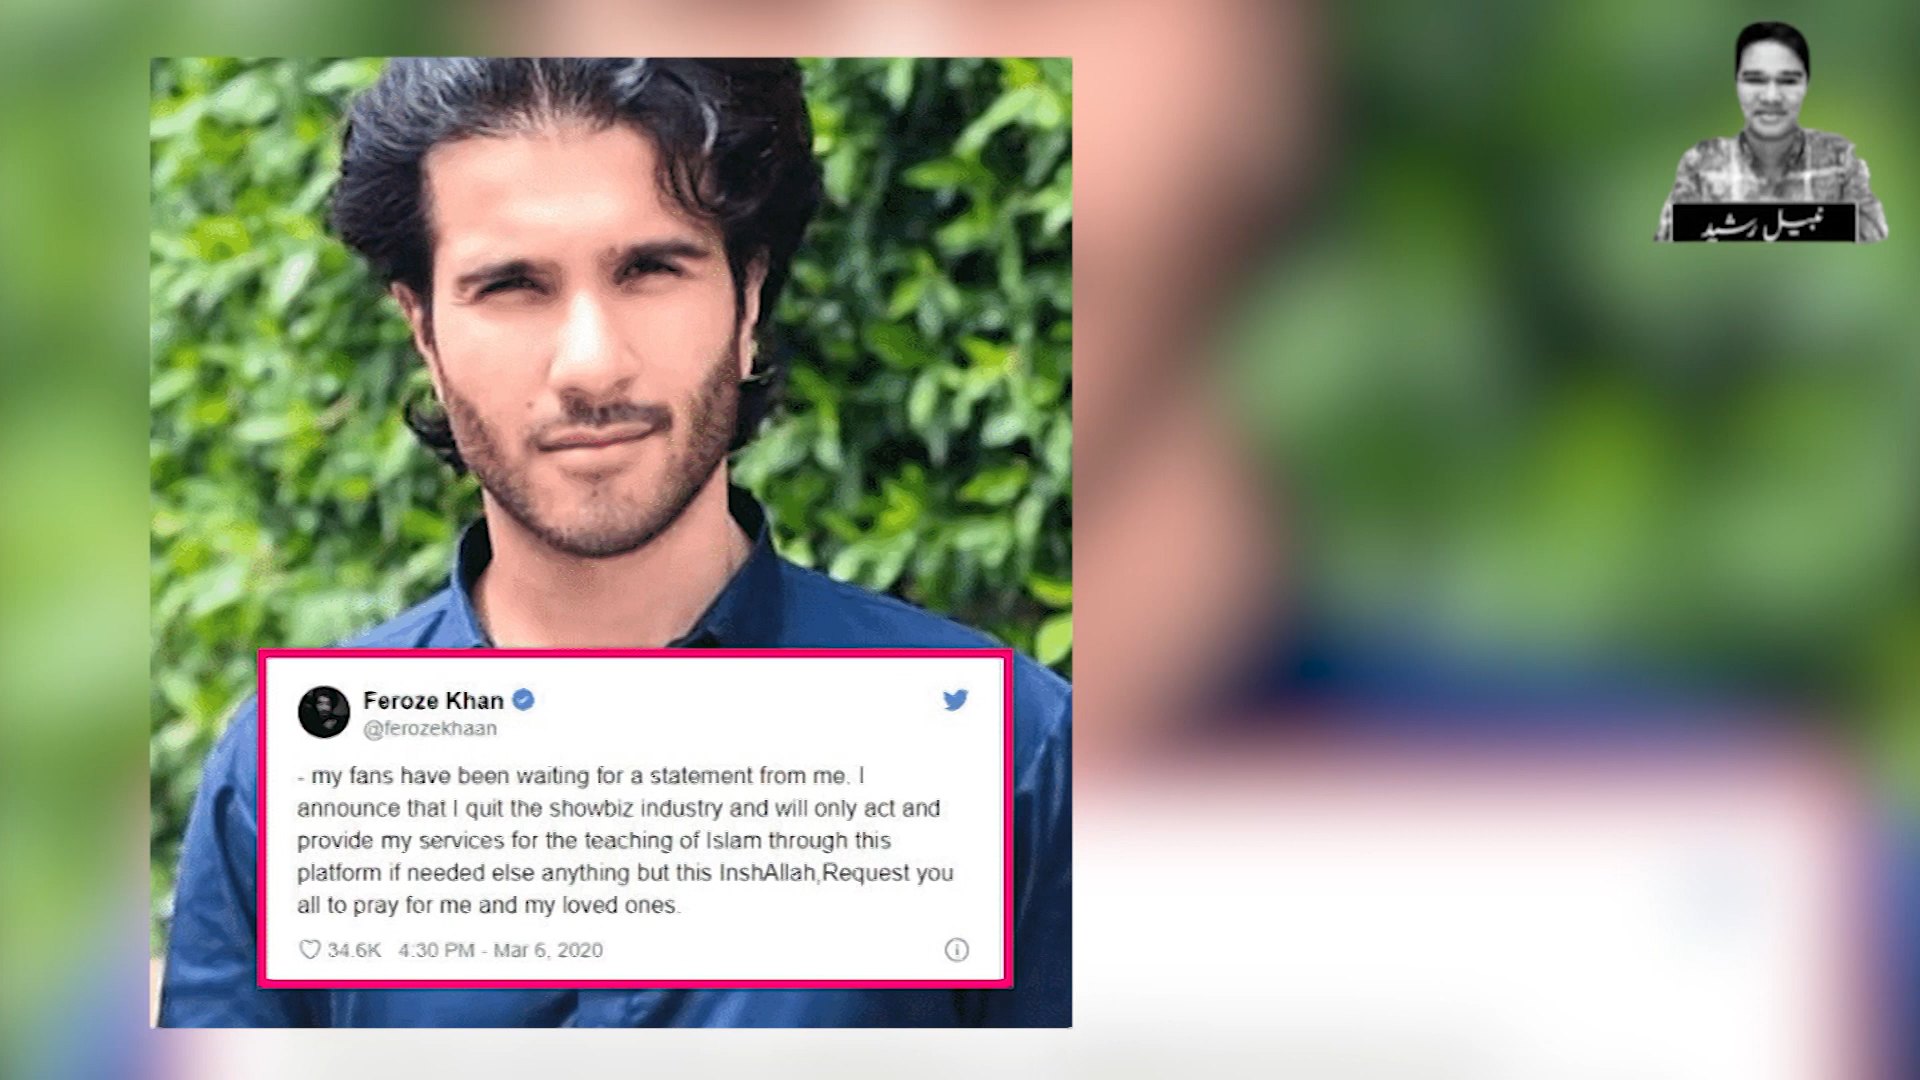 نبیل رشید
Feroze Khan
@ferozekhaan
- my fans have been waiting for a statement from me. I
announce that I quit the showbiz industry and will only act and
provide my services for the teaching of Islam through this
platform if needed else anything but this InshAllah,Request you
all to pray for me and my loved ones.
34.6K 4:30 PM - Mar 6, 2020